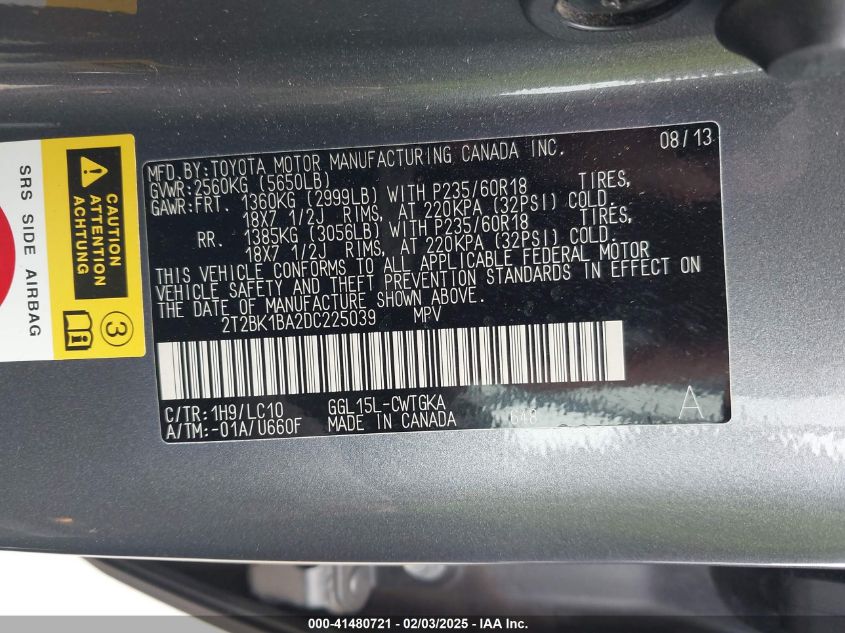 CAUTION
ATTENTION
ACHTUNG
SRS SIDE AIRBAG
3
MFD.BY:TOYOTA MOTOR MANUFACTURING CANADA INC. 08/13
GVWR:2560KG (5650LB)
GAWR:FRT. 1360KG (2999LB) WITH P235/60R18 TIRES,
18X7 1/2J RIMS, AT 220KPA (32PSI) COLD.
RR. 1385KG (3056LB) WITH P235/60R18 TIRES,
18X7 1/2J RIMS, AT 220KPA (32PSI) COLD.
THIS VEHICLE CONFORMS TO ALL APPLICABLE FEDERAL MOTOR
VEHICLE SAFETY AND THEFT PREVENTION STANDARDS IN EFFECT ON
THE DATE OF MANUFACTURE SHOWN ABOVE.
2T2BK1BA2DC225039 MPV
C/TR:1H9/LC10 GGL15L-CWTGKA
A/TM:-01A/U660F MADE IN CANADA 648 A
000-41480721 - 02/03/2025 - IAA Inc.